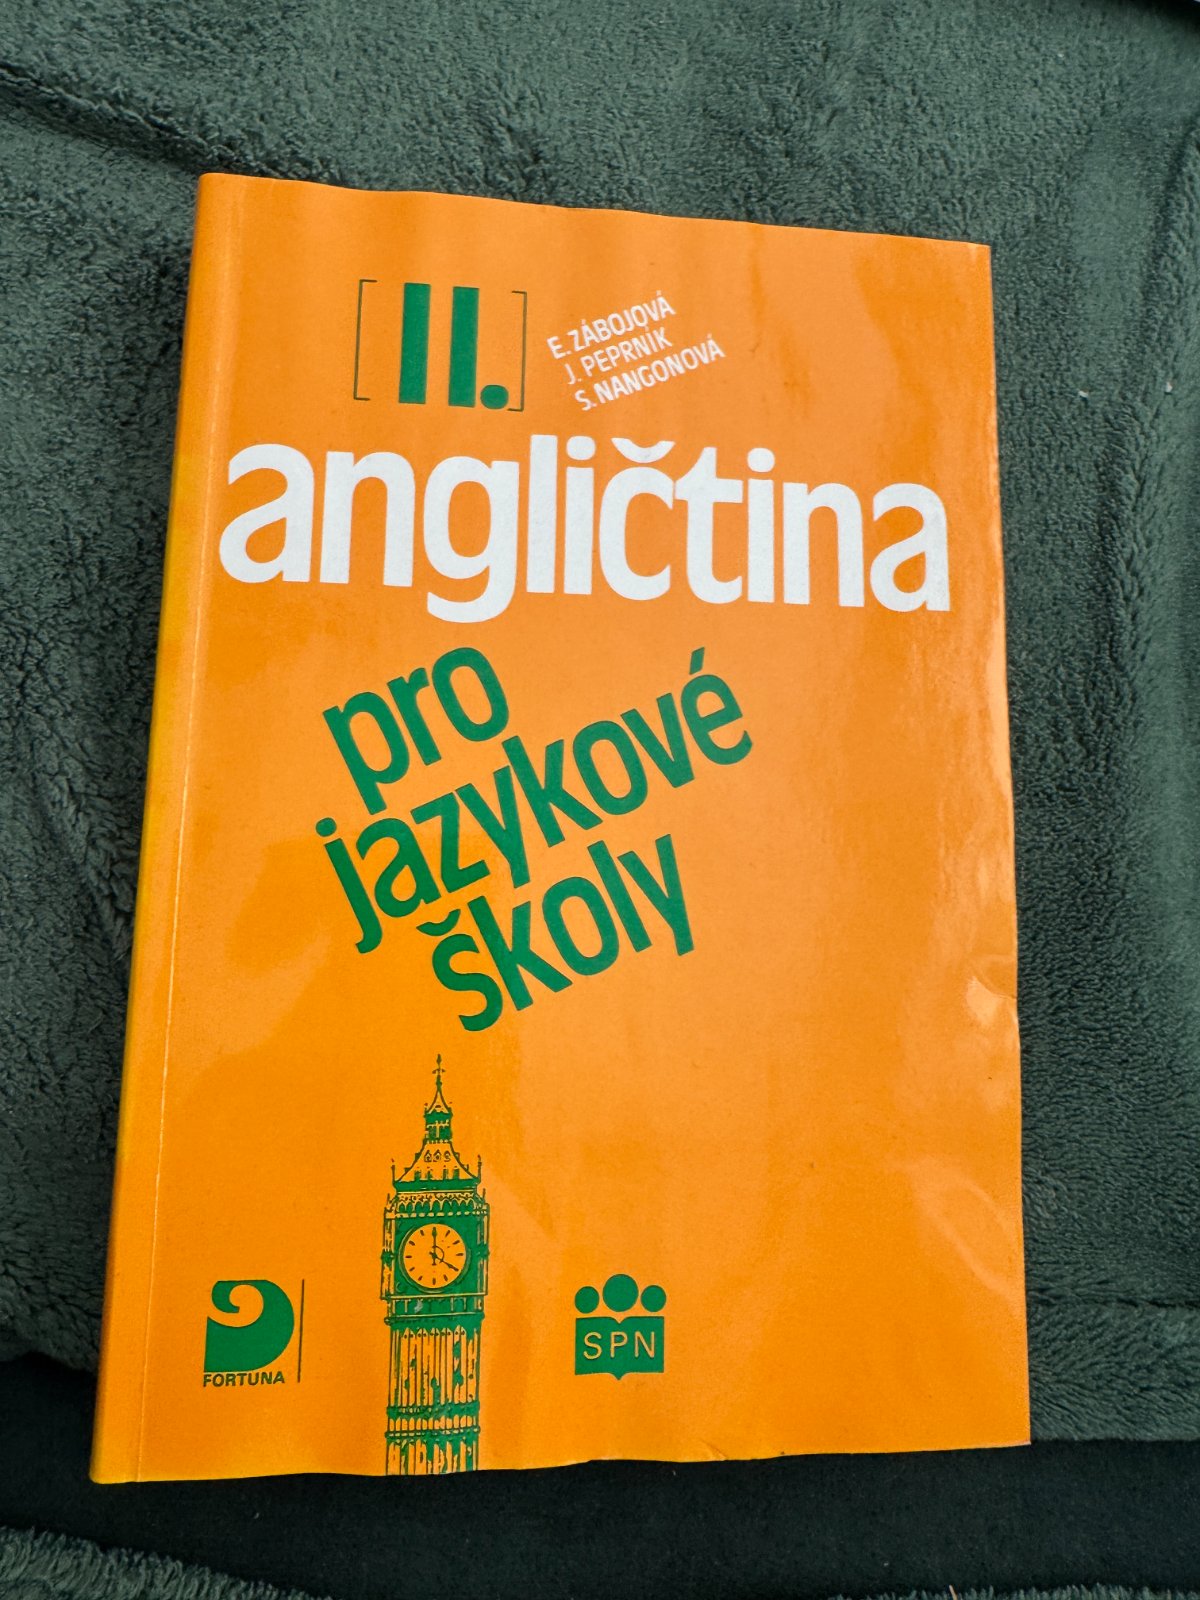 [II.]
E. ZÁBOJOVÁ
J. PEPRNÍK
S. NANGONOVÁ
angličtina
pro
jazykové
školy
FORTUNA
SPN